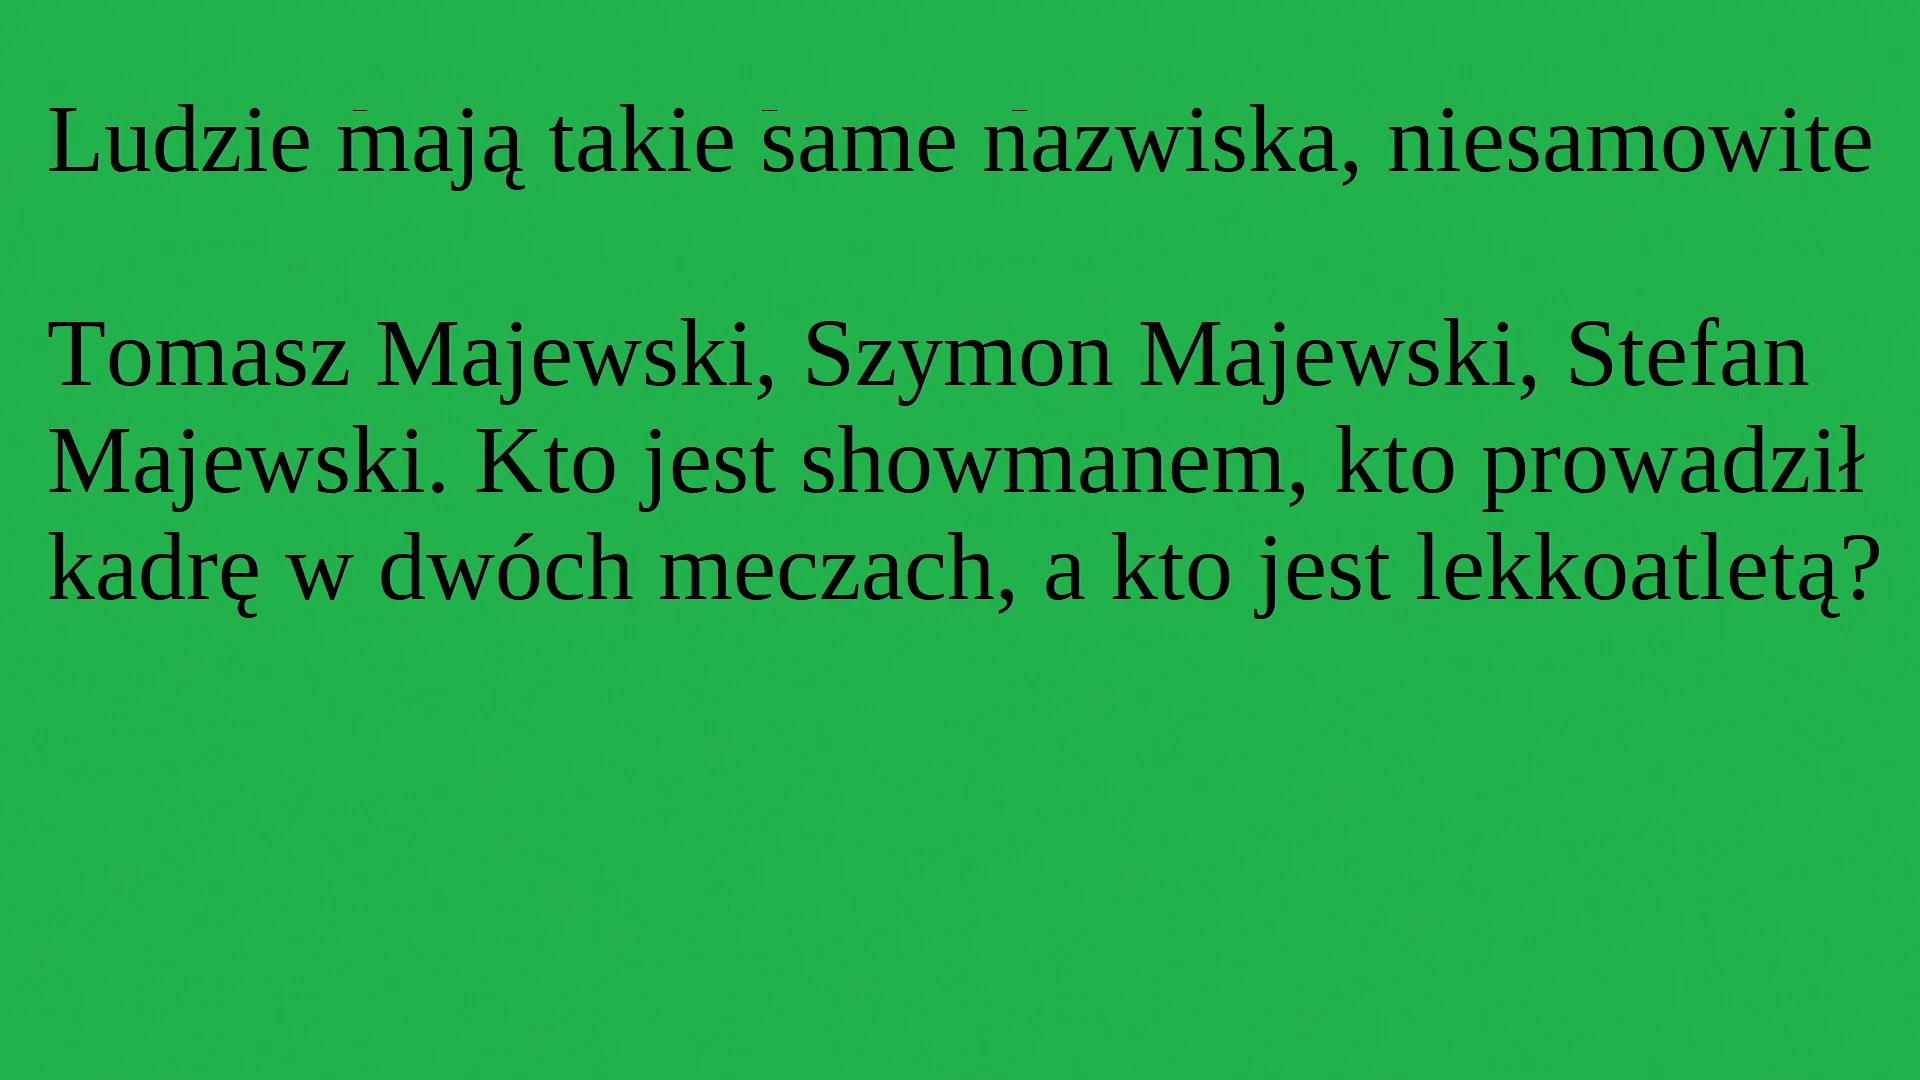 Ludzie mają takie same nazwiska, niesamowite
Tomasz Majewski, Szymon Majewski, Stefan
Majewski. Kto jest showmanem, kto prowadził
kadrę w dwóch meczach, a kto jest lekkoatletą?